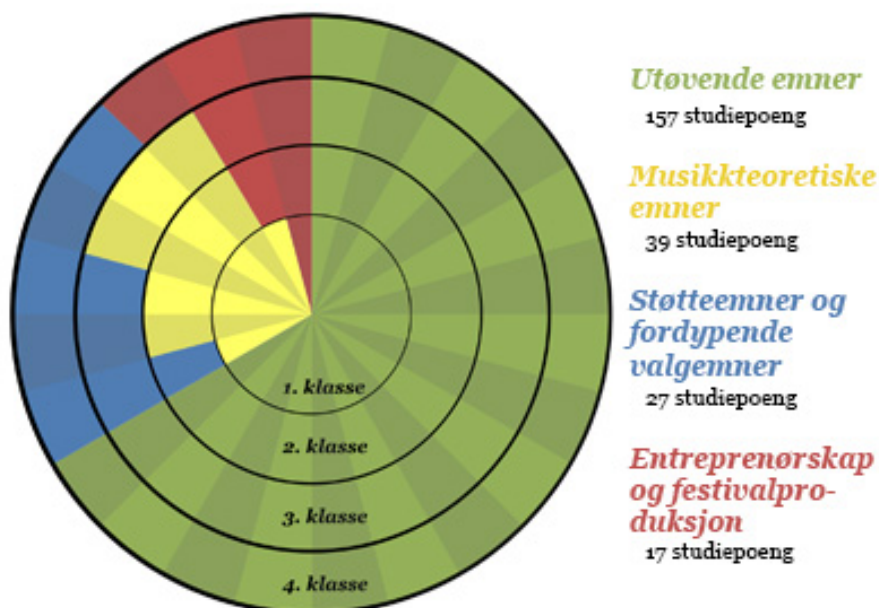 Utøvende emner
157 studiepoeng
Musikkteoretiske
emner
39 studiepoeng
Støtteemner og
fordypende
valgemner
27 studiepoeng
Entreprenørskap
og festivalpro-
duksjon
17 studiepoeng
1. klasse
2. klasse
3. klasse
4. klasse